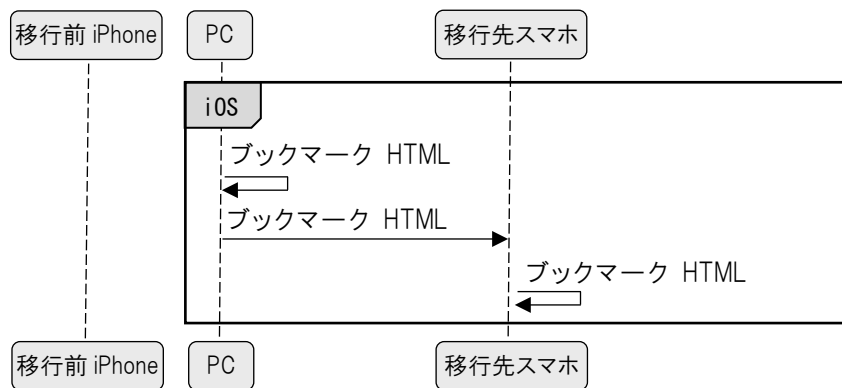 移行前 iPhone
PC
移行先スマホ
iOS
ブックマーク HTML
ブックマーク HTML
ブックマーク HTML
移行前 iPhone
PC
移行先スマホ